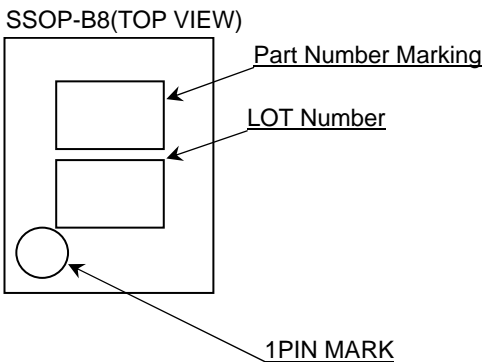 SSOP-B8(TOP VIEW)
Part Number Marking
LOT Number
1PIN MARK